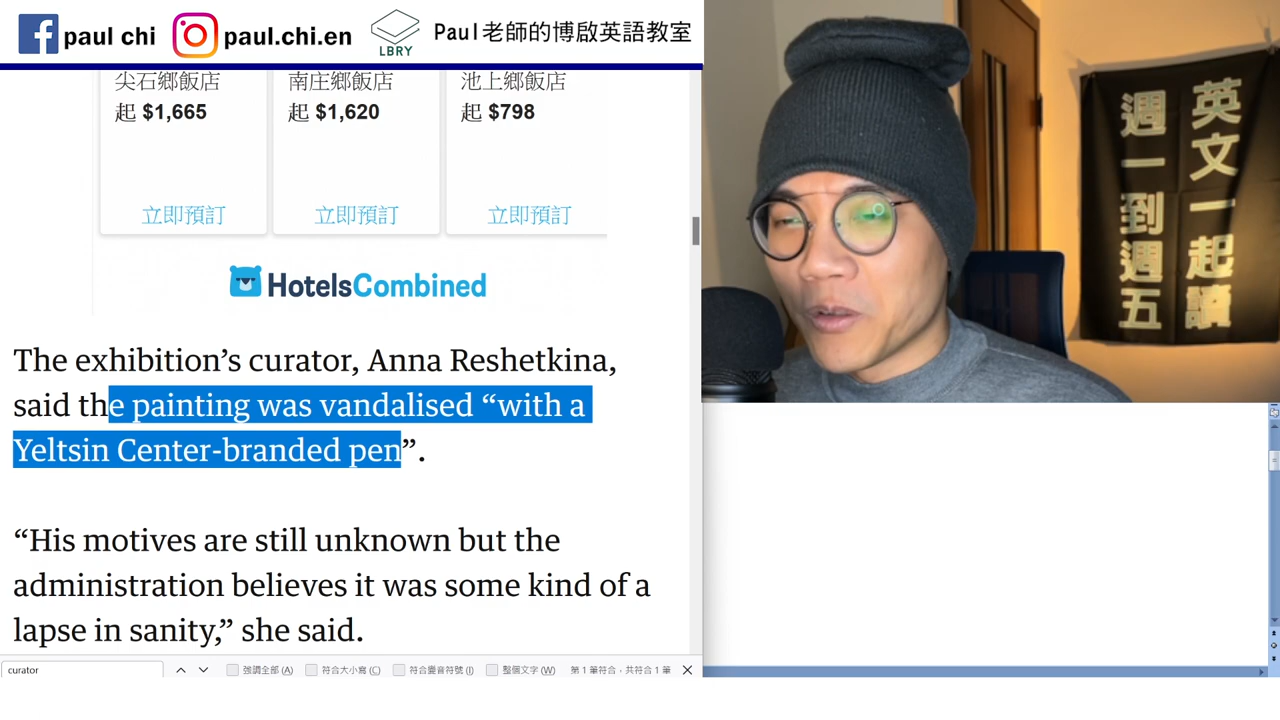 paul chi
paul.chi.en
LBRY
Paul老師的博啟英語教室
尖石鄉飯店
起 $1,665
立即預訂
南庄鄉飯店
起 $1,620
立即預訂
池上鄉飯店
起 $798
立即預訂
HotelsCombined
The exhibition’s curator, Anna Reshetkina,
said the painting was vandalised “with a
Yeltsin Center-branded pen”.
“His motives are still unknown but the
administration believes it was some kind of a
lapse in sanity,” she said.
curator
強調全部 (A)
符合大小寫 (C)
符合變音符號 (I)
整個文字 (W)
第 1 筆符合，共符合 1 筆
英文一起讀
週一到週五